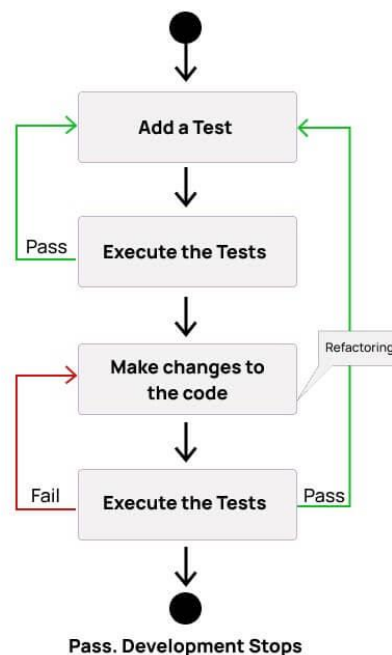 Add a Test
Pass
Execute the Tests
Make changes to
the code
Refactoring
Fail
Execute the Tests
Pass
Pass. Development Stops